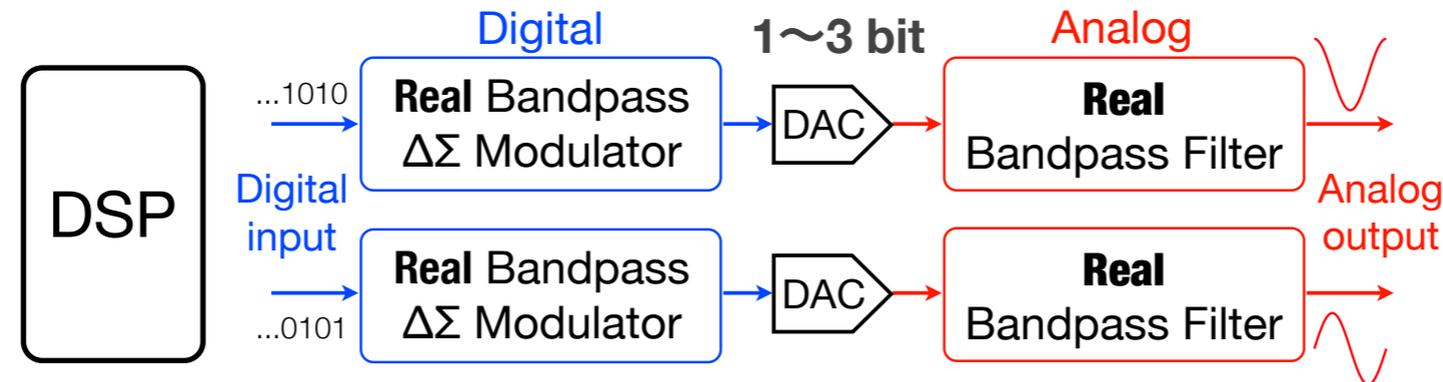 Digital
1〜3 bit
Analog
DSP
...1010
Real Bandpass
ΔΣ Modulator
DAC
Real
Bandpass Filter
Digital
input
Analog
output
...0101
Real Bandpass
ΔΣ Modulator
DAC
Real
Bandpass Filter